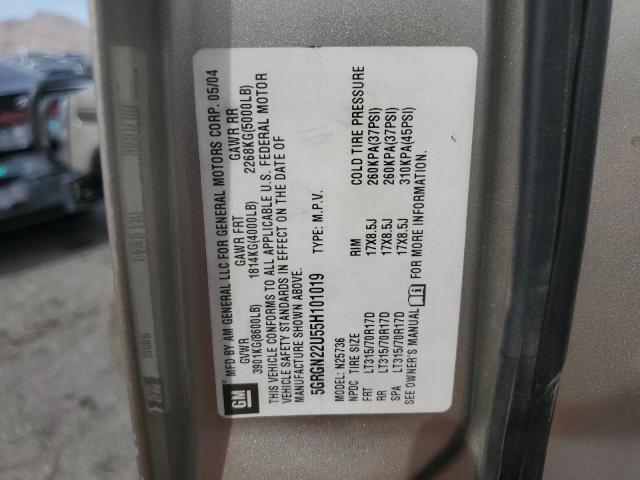 GM
MFD BY AM GENERAL LLC FOR GENERAL MOTORS CORP. 05/04
GVWR GAWR FRT GAWR RR
3901KG(8600LB) 1814KG(4000LB) 2268KG(5000LB)
THIS VEHICLE CONFORMS TO ALL APPLICABLE U.S. FEDERAL MOTOR
VEHICLE SAFETY STANDARDS IN EFFECT ON THE DATE OF
MANUFACTURE SHOWN ABOVE.
5GRGN22U55H101019 TYPE: M.P.V.
MODEL: N25736
NPDC TIRE SIZE RIM COLD TIRE PRESSURE
FRT LT315/70R17D 17X8.5J 260KPA(37PSI)
RR LT315/70R17D 17X8.5J 260KPA(37PSI)
SPA LT315/70R17D 17X8.5J 310KPA(45PSI)
SEE OWNER'S MANUAL FOR MORE INFORMATION.